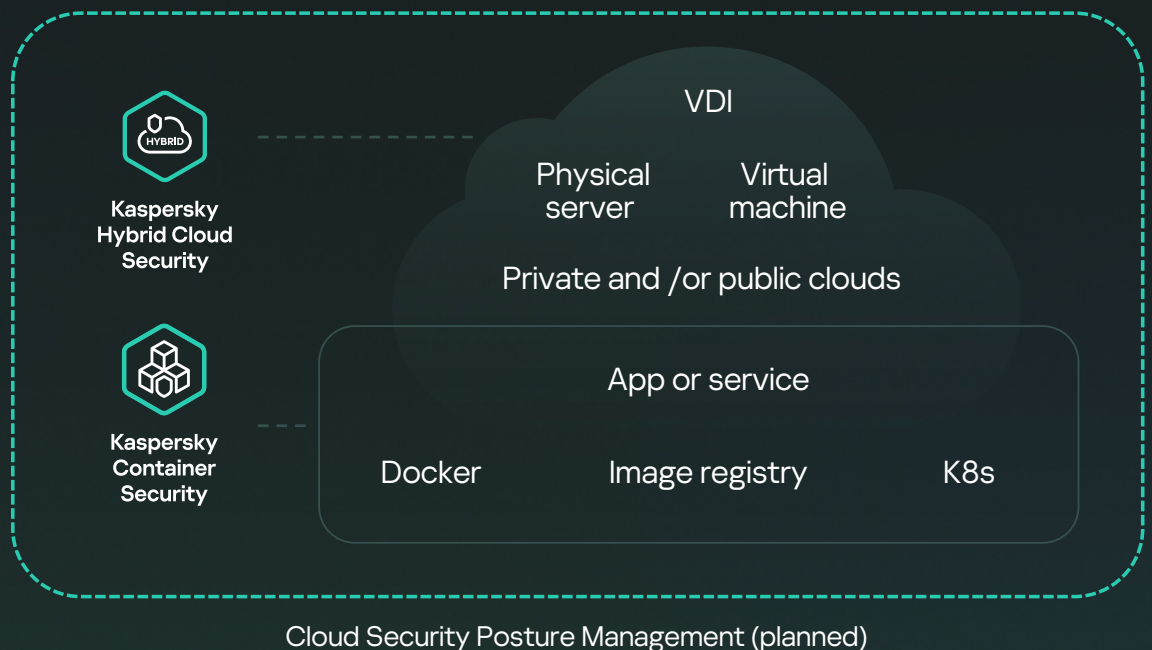 VDI
HYBRID
Physical
server
Virtual
machine
Kaspersky
Hybrid Cloud
Security
Private and /or public clouds
App or service
Kaspersky
Container
Security
Docker
Image registry
K8s
Cloud Security Posture Management (planned)